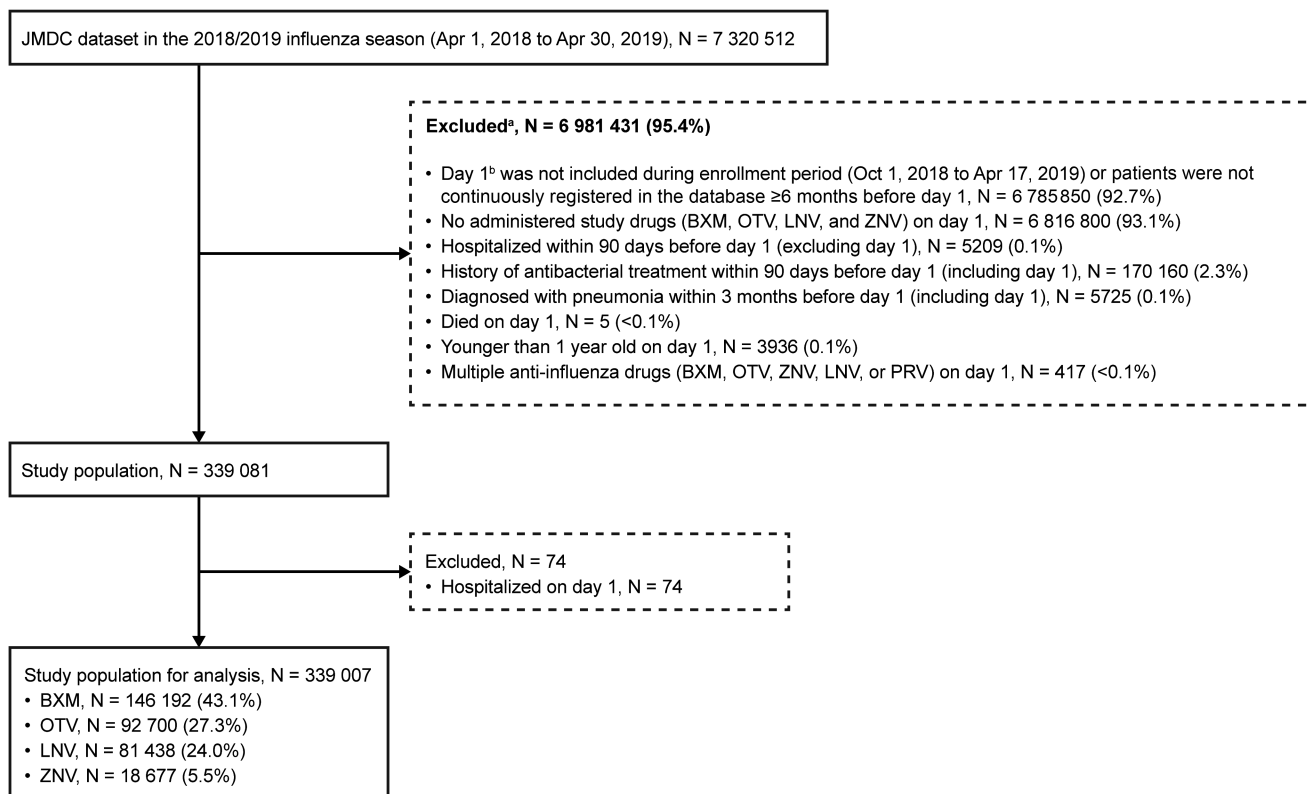 JMDC dataset in the 2018/2019 influenza season (Apr 1, 2018 to Apr 30, 2019), N = 7 320 512
Excludedᵃ, N = 6 981 431 (95.4%)
• Day 1ᵇ was not included during enrollment period (Oct 1, 2018 to Apr 17, 2019) or patients were not
continuously registered in the database ≥6 months before day 1, N = 6 785850 (92.7%)
• No administered study drugs (BXM, OTV, LNV, and ZNV) on day 1, N = 6 816 800 (93.1%)
• Hospitalized within 90 days before day 1 (excluding day 1), N = 5209 (0.1%)
• History of antibacterial treatment within 90 days before day 1 (including day 1), N = 170 160 (2.3%)
• Diagnosed with pneumonia within 3 months before day 1 (including day 1), N = 5725 (0.1%)
• Died on day 1, N = 5 (<0.1%)
• Younger than 1 year old on day 1, N = 3936 (0.1%)
• Multiple anti-influenza drugs (BXM, OTV, ZNV, LNV, or PRV) on day 1, N = 417 (<0.1%)
Study population, N = 339 081
Excluded, N = 74
• Hospitalized on day 1, N = 74
Study population for analysis, N = 339 007
• BXM, N = 146 192 (43.1%)
• OTV, N = 92 700 (27.3%)
• LNV, N = 81 438 (24.0%)
• ZNV, N = 18 677 (5.5%)